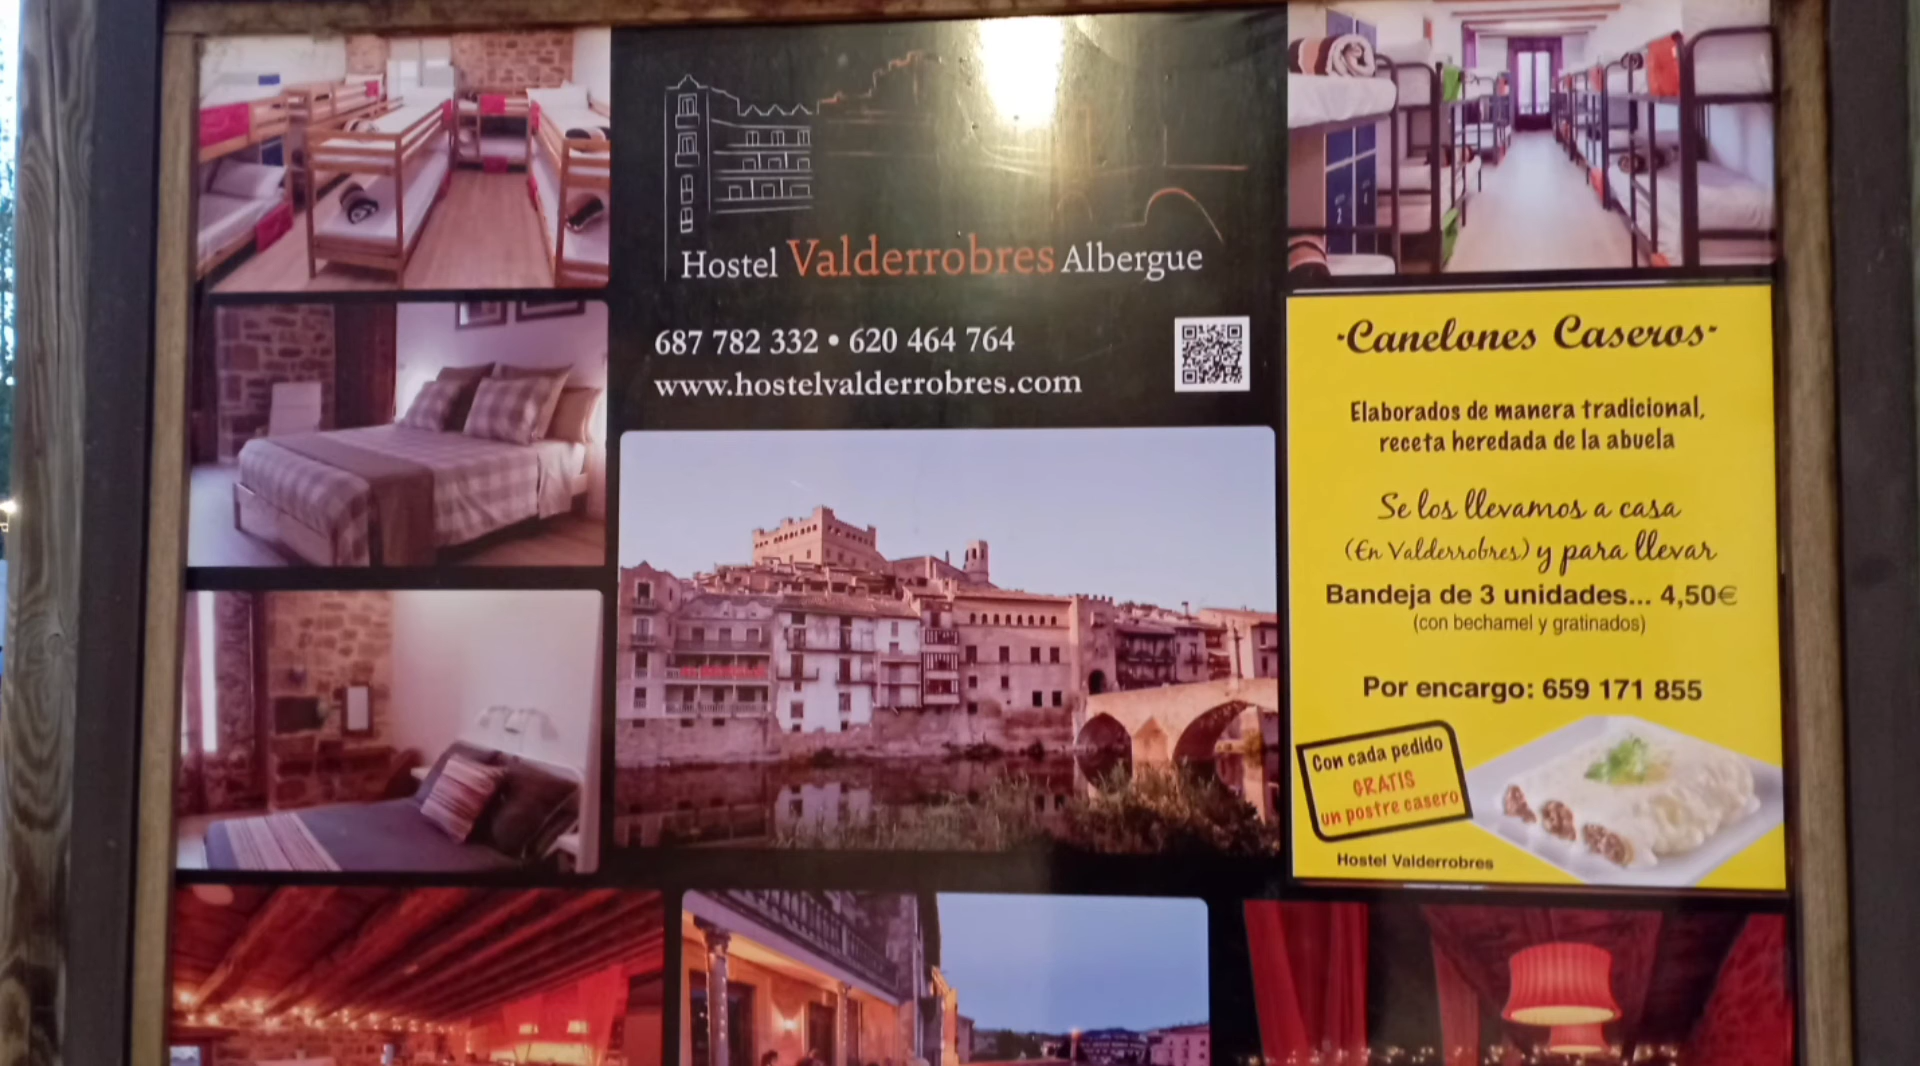 Hostel Valderrobres Albergue
687 782 332 • 620 464 764
www.hostelvalderrobres.com
·Canelones Caseros·
Elaborados de manera tradicional,
receta heredada de la abuela
Se los llevamos a casa
(En Valderrobres) y para llevar
Bandeja de 3 unidades... 4,50€
(con bechamel y gratinados)
Por encargo: 659 171 855
Con cada pedido
GRATIS
un postre casero
Hostel Valderrobres